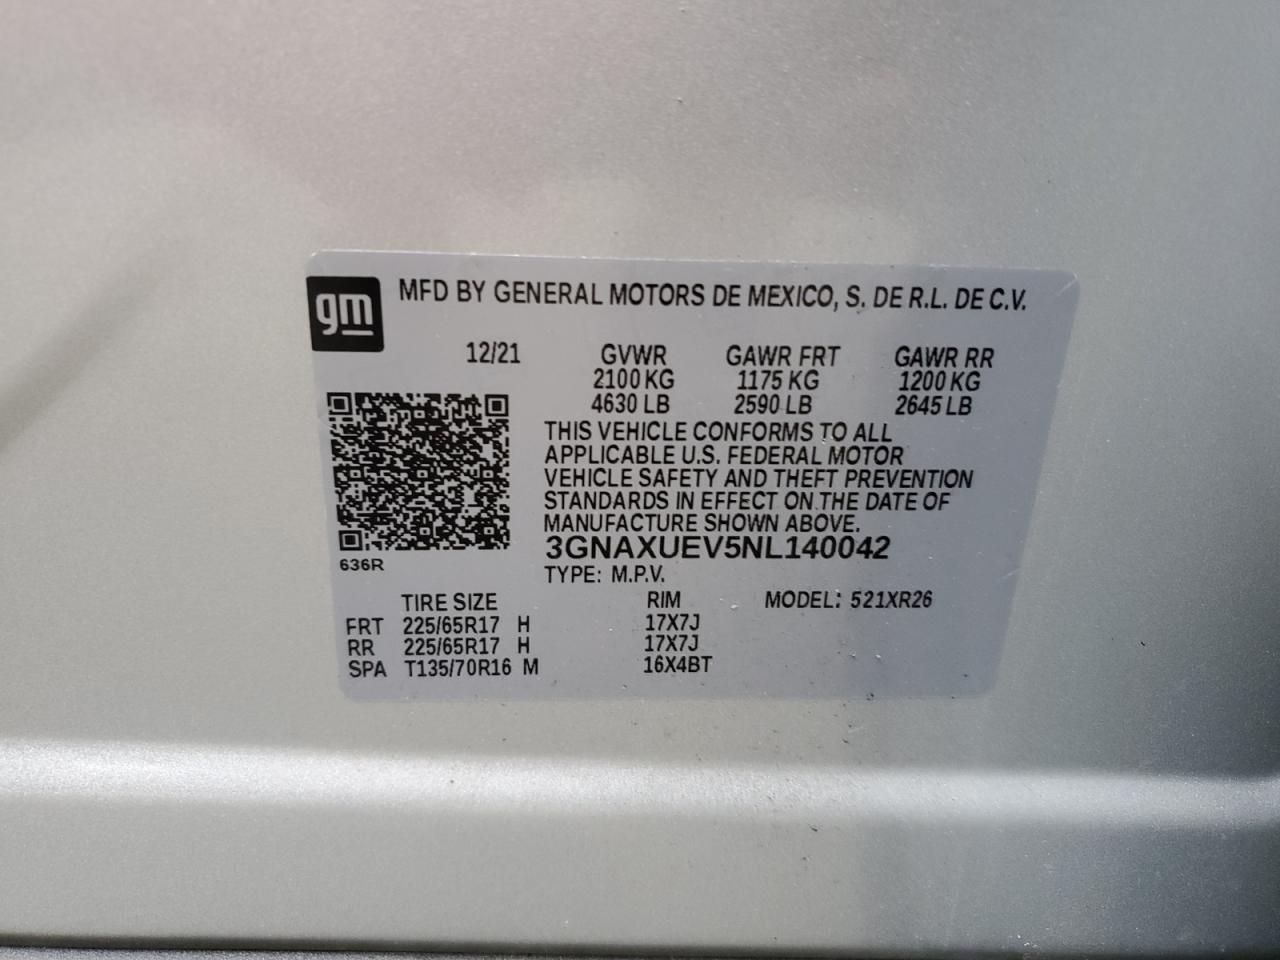 gm
MFD BY GENERAL MOTORS DE MEXICO, S. DE R.L. DE C.V.
12/21 GVWR GAWR FRT GAWR RR
2100 KG 1175 KG 1200 KG
4630 LB 2590 LB 2645 LB
THIS VEHICLE CONFORMS TO ALL
APPLICABLE U.S. FEDERAL MOTOR
VEHICLE SAFETY AND THEFT PREVENTION
STANDARDS IN EFFECT ON THE DATE OF
MANUFACTURE SHOWN ABOVE.
3GNAXUEV5NL140042
636R
TYPE: M.P.V.
TIRE SIZE RIM MODEL: 521XR26
FRT 225/65R17 H 17X7J
RR 225/65R17 H 17X7J
SPA T135/70R16 M 16X4BT